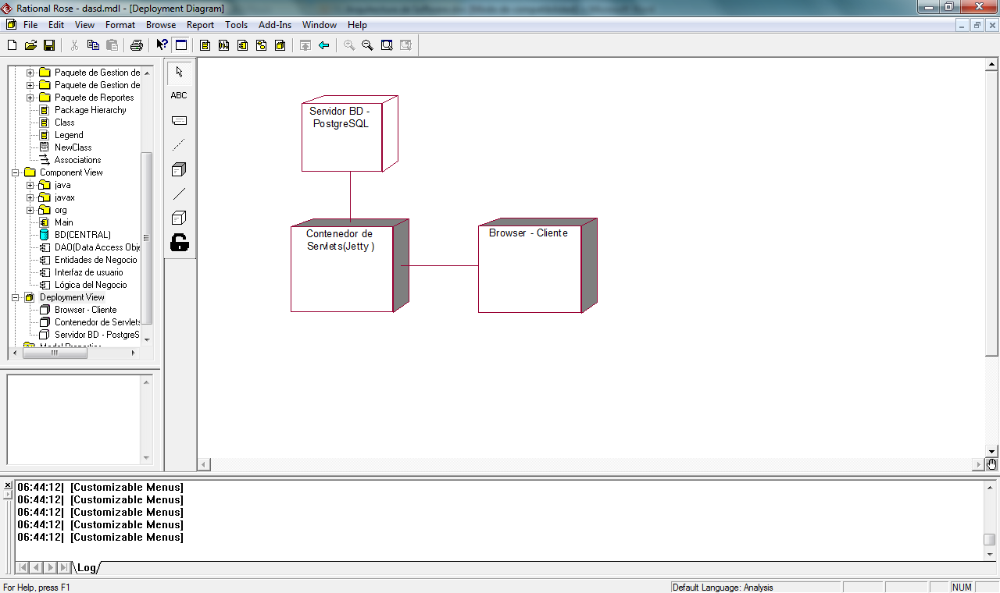 Rational Rose - dasd.mdl - [Deployment Diagram]
File Edit View Format Browse Report Tools Add-Ins Window Help
Paquete de Gestion de
Paquete de Gestion de
Paquete de Reportes
Package Hierarchy
Class
Legend
NewClass
Associations
Component View
java
javax
org
Main
BD(CENTRAL)
DAO(Data Access Obje
Entidades de Negocio
Interfaz de usuario
Lógica del Negocio
Deployment View
Browser - Cliente
Contenedor de Servlets
Servidor BD - PostgreS
Model Properties
ABC
Servidor BD -
PostgreSQL
Contenedor de
Servlets(Jetty )
Browser - Cliente
06:44:12| [Customizable Menus]
06:44:12| [Customizable Menus]
06:44:12| [Customizable Menus]
06:44:12| [Customizable Menus]
06:44:12| [Customizable Menus]
Log
For Help, press F1
Default Language: Analysis
NUM